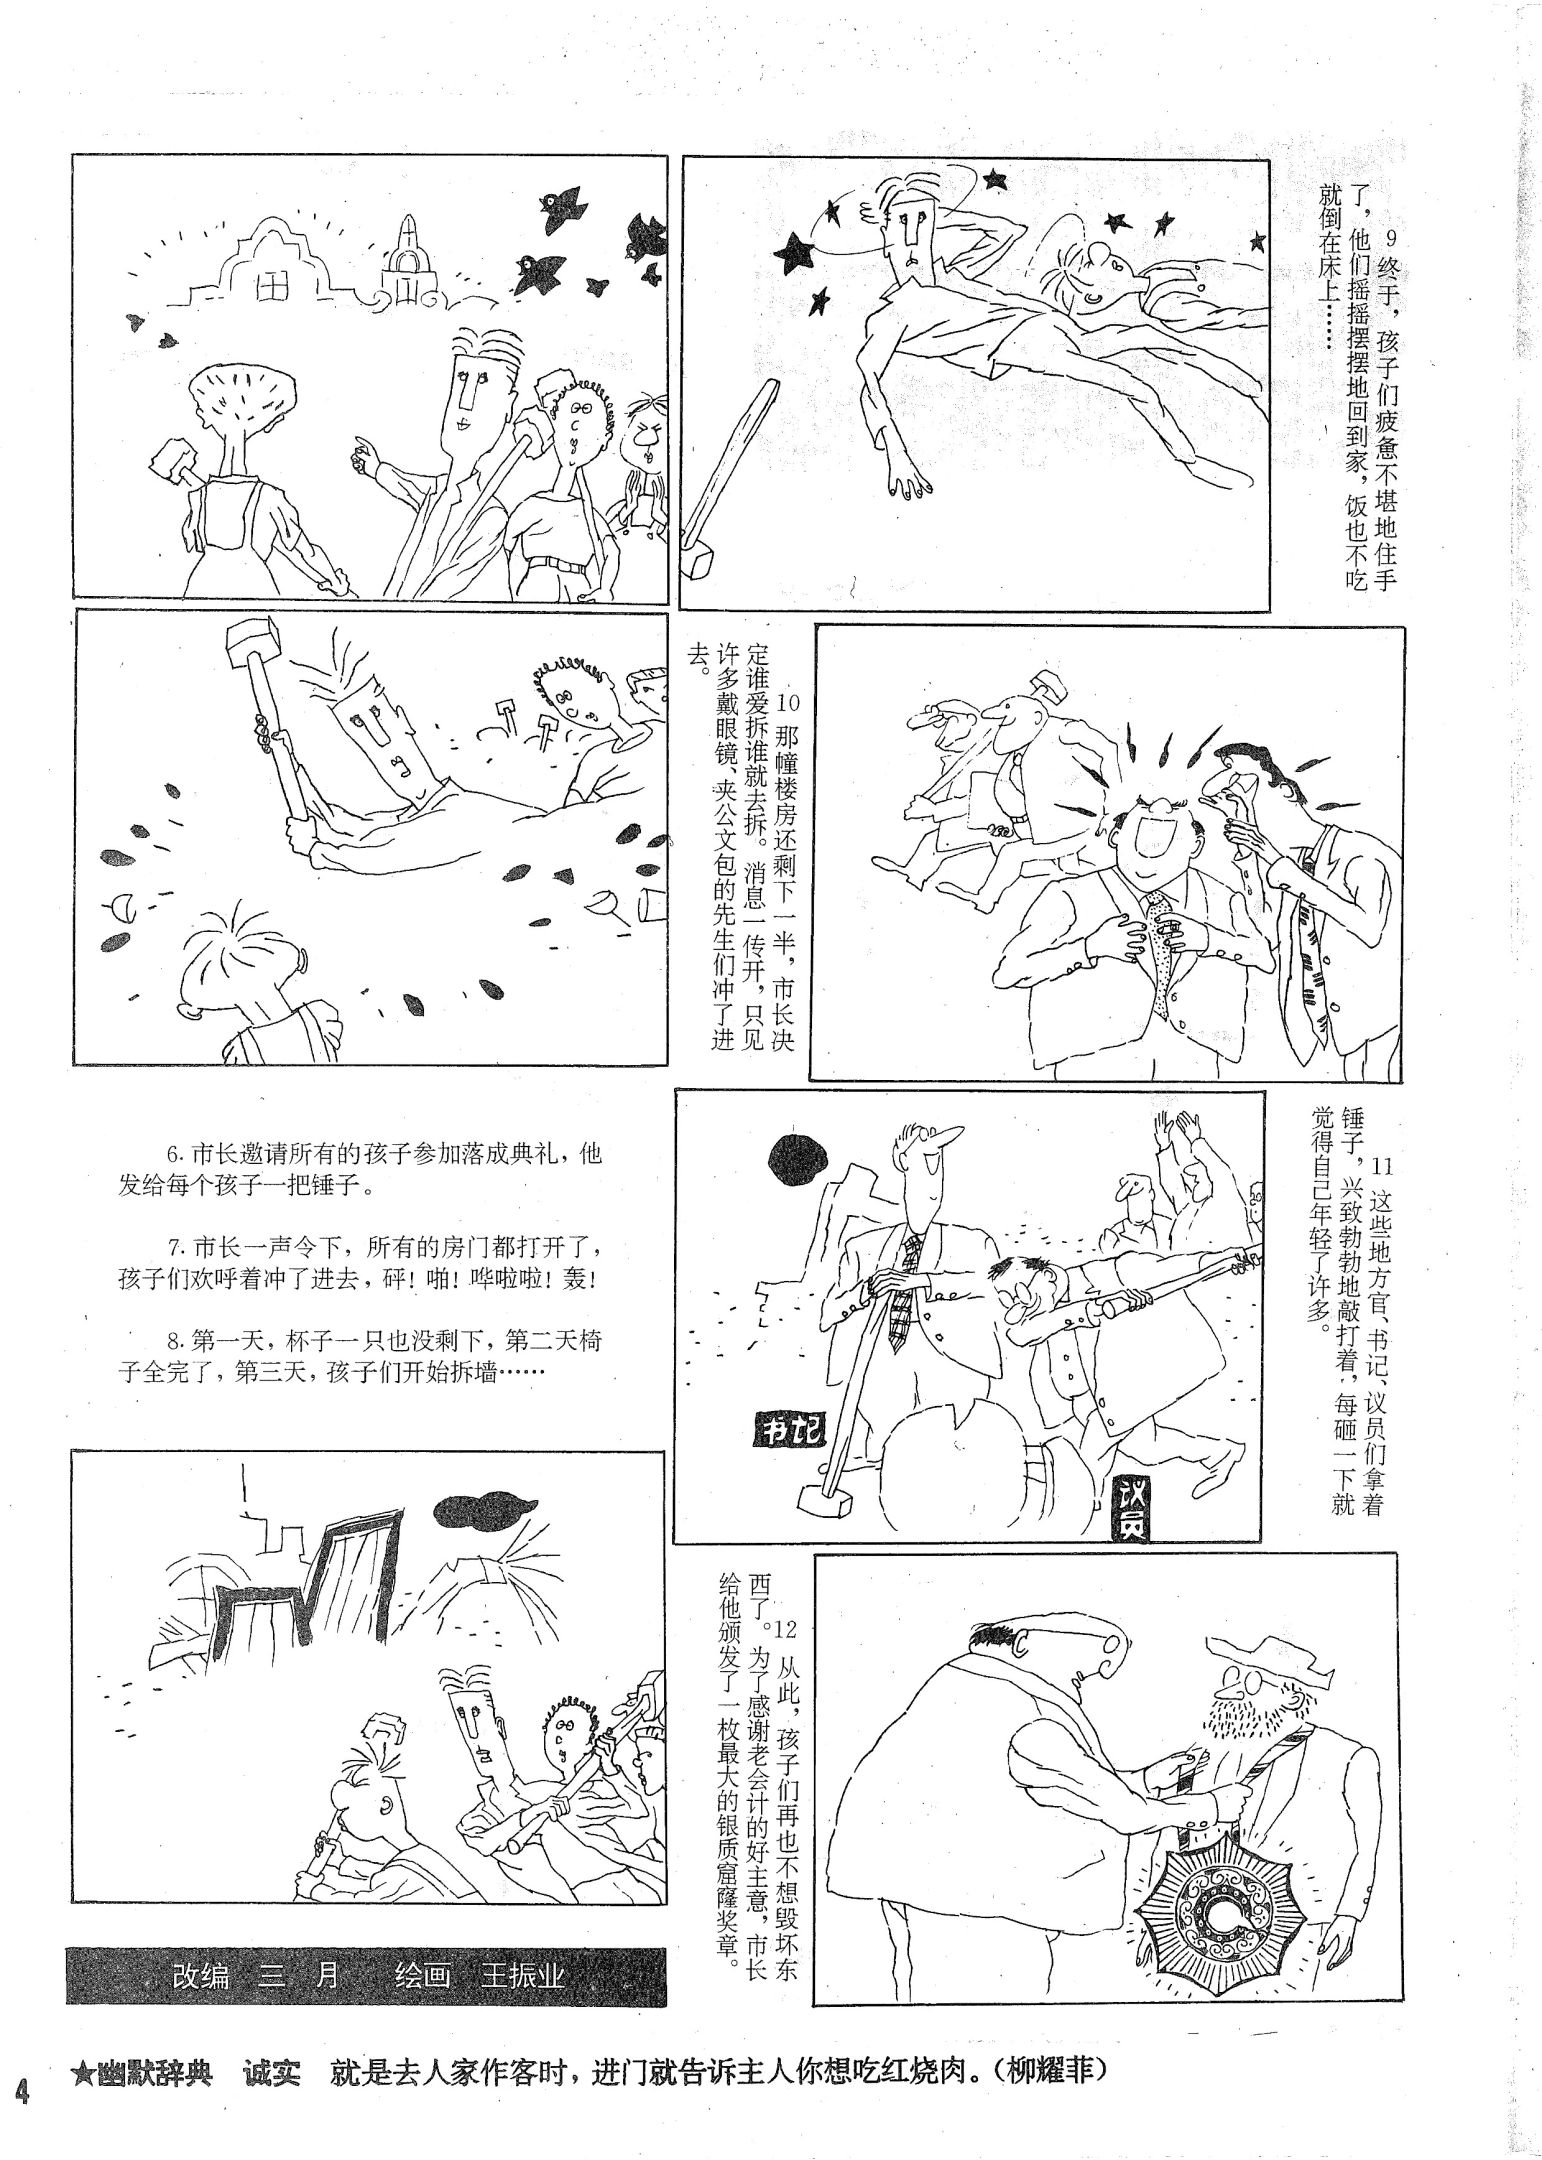 6. 市长邀请所有的孩子参加落成典礼，他
发给每个孩子一把锤子。
7. 市长一声令下，所有的房门都打开了，
孩子们欢呼着冲了进去，砰！啪！哗啦啦！轰！
8. 第一天，杯子一只也没剩下，第二天椅
子全完了，第三天，孩子们开始拆墙……
9 终于，孩子们疲惫不堪地住手
了，他们摇摇摆摆地回到家，饭也不吃
就倒在床上……
10 那幢楼房还剩下一半，市长决
定谁爱拆谁就去拆。消息一传开，只见
许多戴眼镜、夹公文包的先生们冲了进
去。
11 这些地方官、书记、议员们拿着
锤子，兴致勃勃地敲打着，每砸一下就
觉得自己年轻了许多。
书记
议员
12 从此，孩子们再也不想毁坏东
西了。为了感谢老会计的好主意，市长
给他颁发了一枚最大的银质窟窿奖章。
改编 三 月 绘画 王振业
★幽默辞典 诚实 就是去人家作客时，进门就告诉主人你想吃红烧肉。（柳耀菲）
4